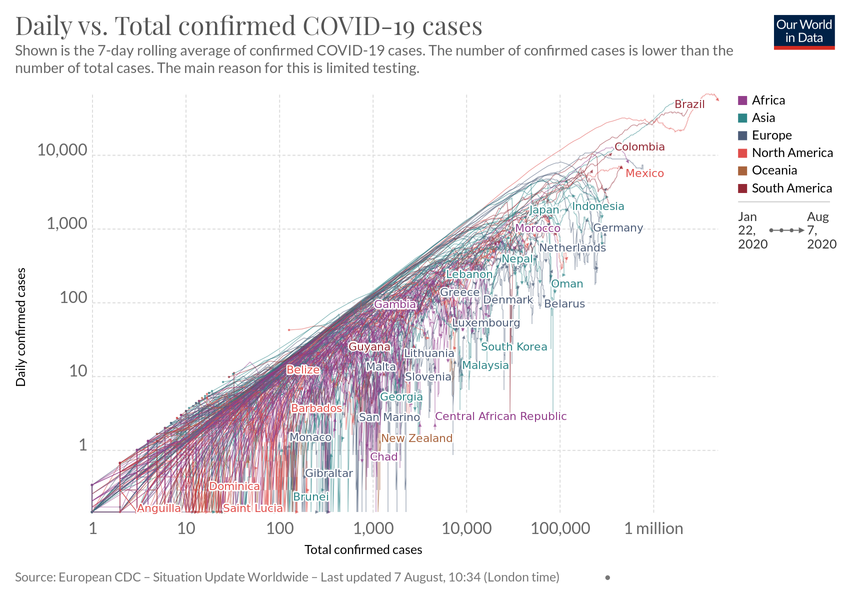 Daily vs. Total confirmed COVID-19 cases
Our World
in Data
Shown is the 7-day rolling average of confirmed COVID-19 cases. The number of confirmed cases is lower than the
number of total cases. The main reason for this is limited testing.
Brazil
Africa
Asia
Europe
North America
Oceania
South America
Jan
22,
2020
Aug
7,
2020
10,000
Colombia
Mexico
Indonesia
Japan
1,000
Morocco
Germany
Netherlands
Nepal
Lebanon
Oman
Daily confirmed cases
100
Greece
Denmark
Gambia
Belarus
Luxembourg
Guyana
South Korea
Lithuania
Malta
Malaysia
Belize
10
Slovenia
Georgia
Barbados
San Marino
Central African Republic
Monaco
New Zealand
1
Chad
Gibraltar
Dominica
Brunei
Anguilla
Saint Lucia
1
10
100
1,000
10,000
100,000
1 million
Total confirmed cases
Source: European CDC – Situation Update Worldwide – Last updated 7 August, 10:34 (London time)